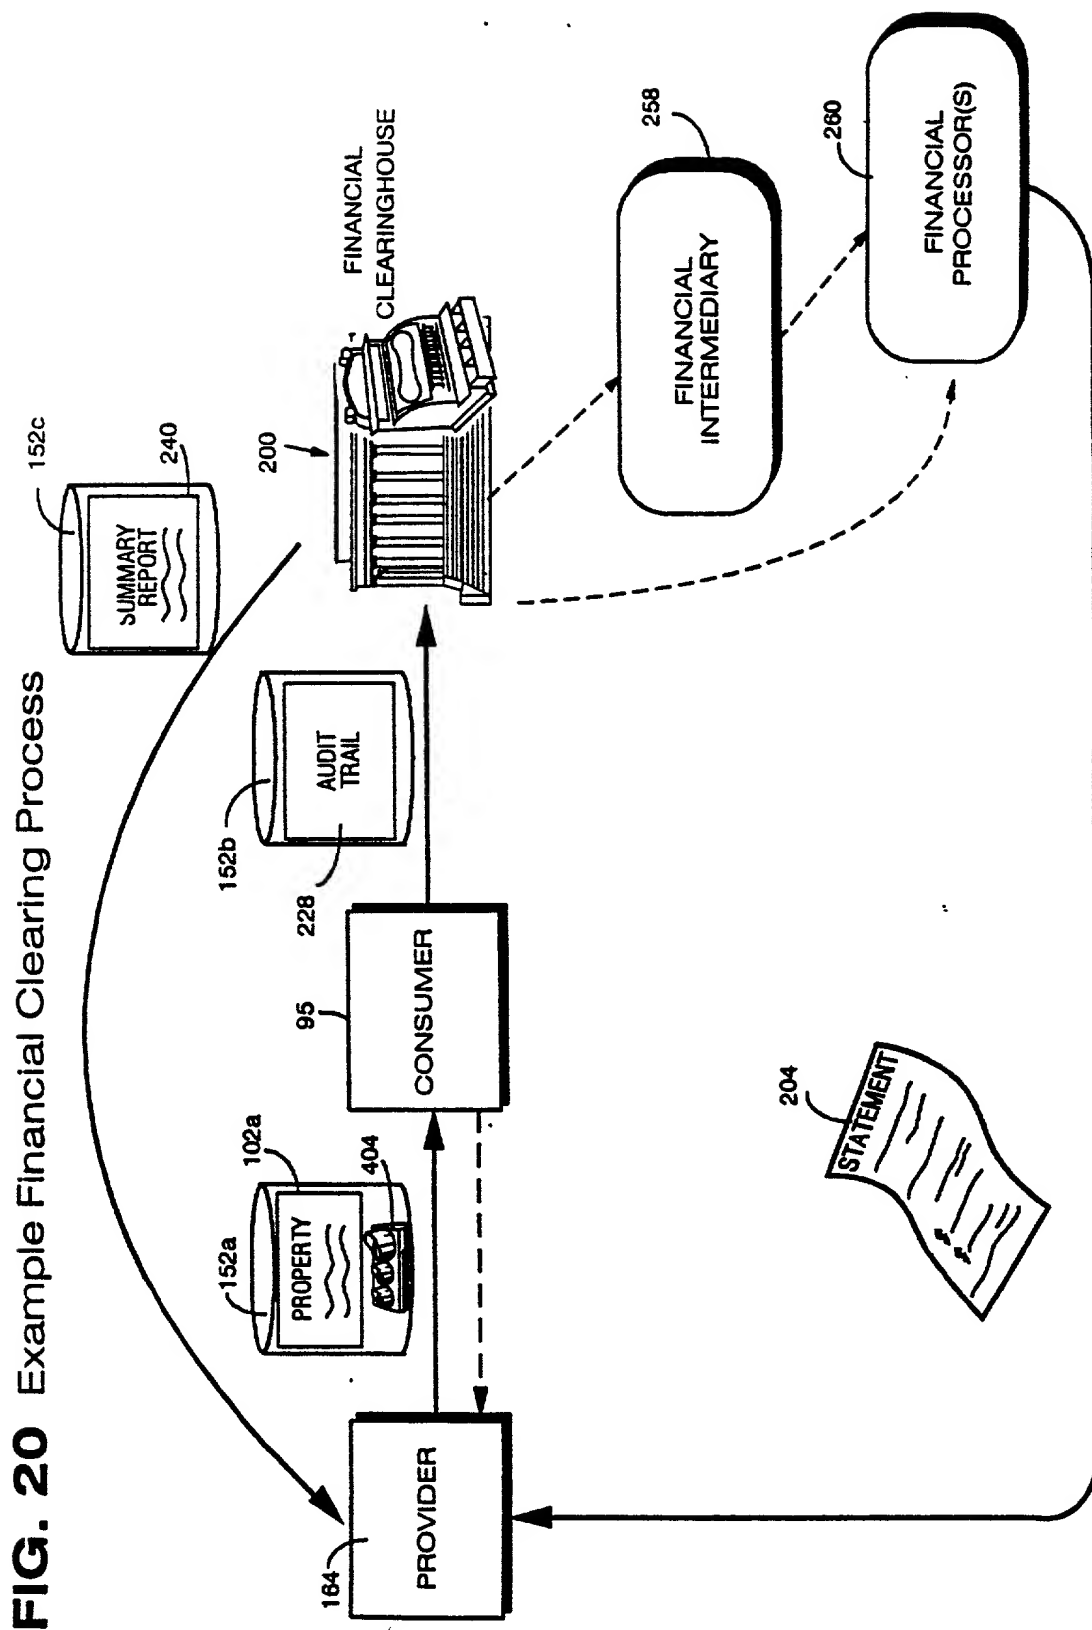 FIG. 20 Example Financial Clearing Process
152c
SUMMARY
REPORT
240
152a
PROPERTY
102a
404
152b
AUDIT
TRAIL
228
200
FINANCIAL
CLEARINGHOUSE
164
PROVIDER
95
CONSUMER
FINANCIAL
INTERMEDIARY
258
FINANCIAL
PROCESSOR(S)
260
204
STATEMENT